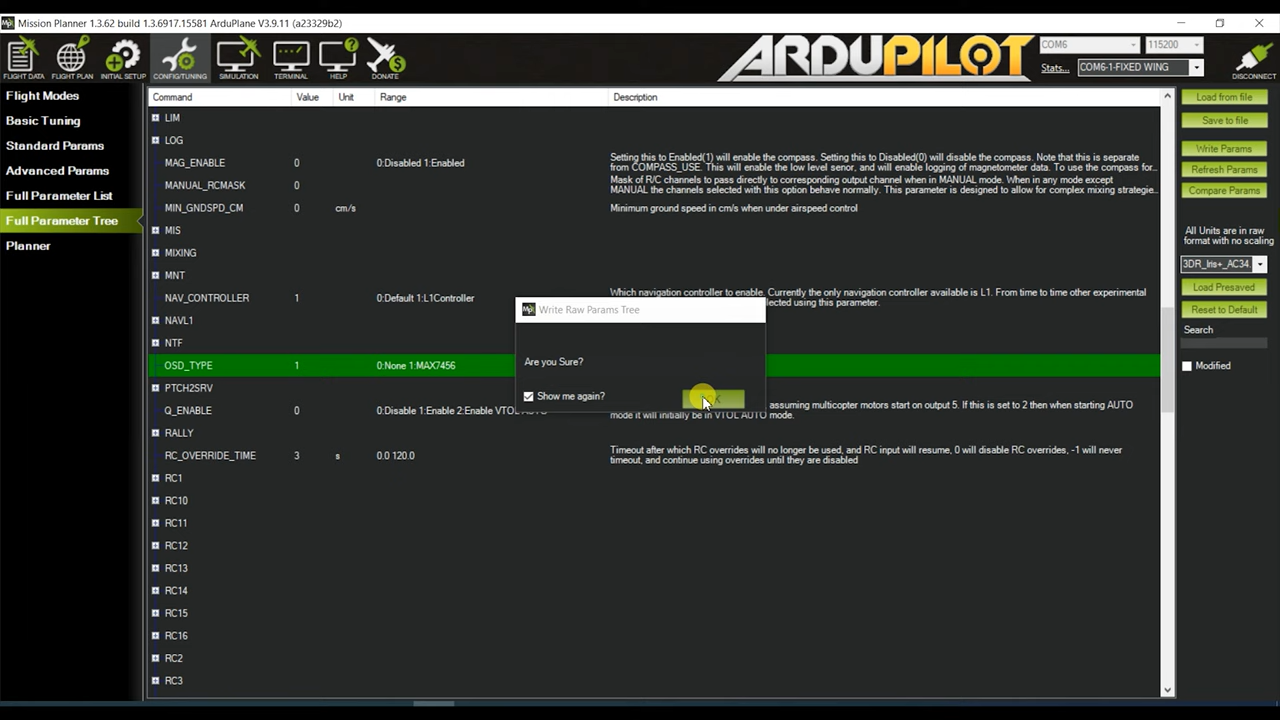 Mission Planner 1.3.62 build 1.3.6917.15581 ArduPlane V3.9.11 (a23329b2)
FLIGHT DATA FLIGHT PLAN INITIAL SETUP CONFIG/TUNING SIMULATION TERMINAL HELP DONATE
ARDUPILOT
COM6 115200
Stats... COM6-1-FIXED WING
DISCONNECT
Flight Modes
Basic Tuning
Standard Params
Advanced Params
Full Parameter List
Full Parameter Tree
Planner
Command Value Unit Range Description
LIM
LOG
MAG_ENABLE 0 0:Disabled 1:Enabled
Setting this to Enabled(1) will enable the compass. Setting this to Disabled(0) will disable the compass. Note that this is separate
from COMPASS_USE. This will enable the low level senor, and will enable logging of magnetometer data. To use the compass for...
MANUAL_RCMASK 0
Mask of R/C channels to pass directly to corresponding output channel when in MANUAL mode. When in any mode except
MANUAL the channels selected with this option behave normally. This parameter is designed to allow for complex mixing strategie...
MIN_GNDSPD_CM 0 cm/s Minimum ground speed in cm/s when under airspeed control
MIS
MIXING
MNT
NAV_CONTROLLER 1 0:Default 1:L1Controller
Which navigation controller to enable. Currently the only navigation controller available is L1. From time to time other experimental
selected using this parameter.
NAVL1
NTF
OSD_TYPE 1 0:None 1:MAX7456
PTCH2SRV
Q_ENABLE 0 0:Disable 1:Enable 2:Enable VTOL AUTO
assuming multicopter motors start on output 5. If this is set to 2 then when starting AUTO
mode it will initially be in VTOL AUTO mode.
RALLY
RC_OVERRIDE_TIME 3 s 0.0 120.0
Timeout after which RC overrides will no longer be used, and RC input will resume, 0 will disable RC overrides, -1 will never
timeout, and continue using overrides until they are disabled
RC1
RC10
RC11
RC12
RC13
RC14
RC15
RC16
RC2
RC3
Write Raw Params Tree
Are you Sure?
Show me again?
Load from file
Save to file
Write Params
Refresh Params
Compare Params
All Units are in raw
format with no scaling
3DR_Iris+_AC34
Load Presaved
Reset to Default
Search
Modified